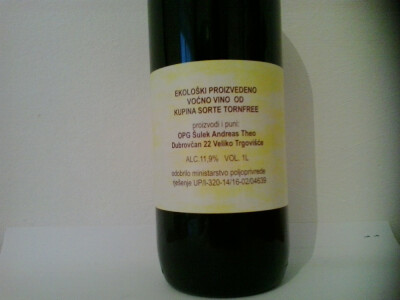 EKOLOŠKI PROIZVEDENO
VOĆNO VINO OD
KUPINA SORTE TORNFREE
proizvodi i puni:
OPG Šulek Andreas Theo
Dubrovčan 22 Veliko Trgovišće
ALC.11,9% VOL. 1L
odobrilo ministarstvo poljoprivrede
rješenje UP/I-320-14/16-02/04639